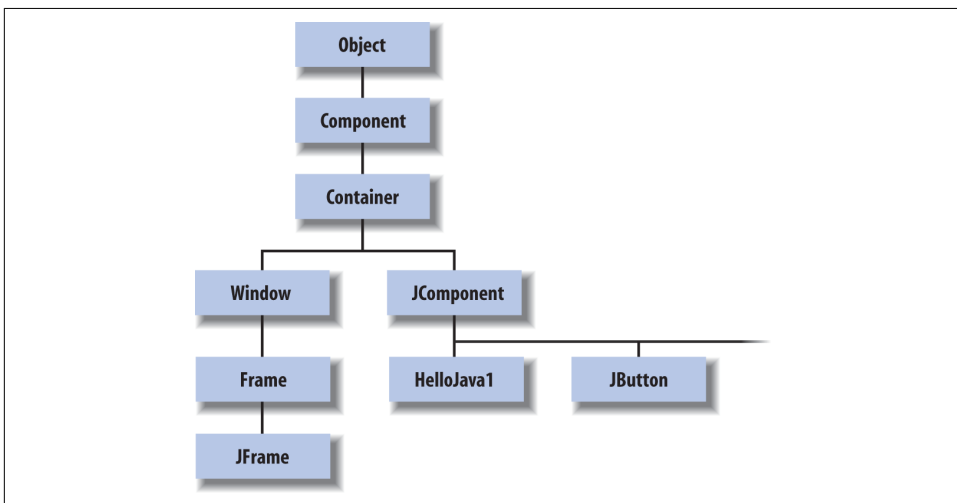 Object
Component
Container
Window
JComponent
Frame
HelloJava1
JButton
JFrame